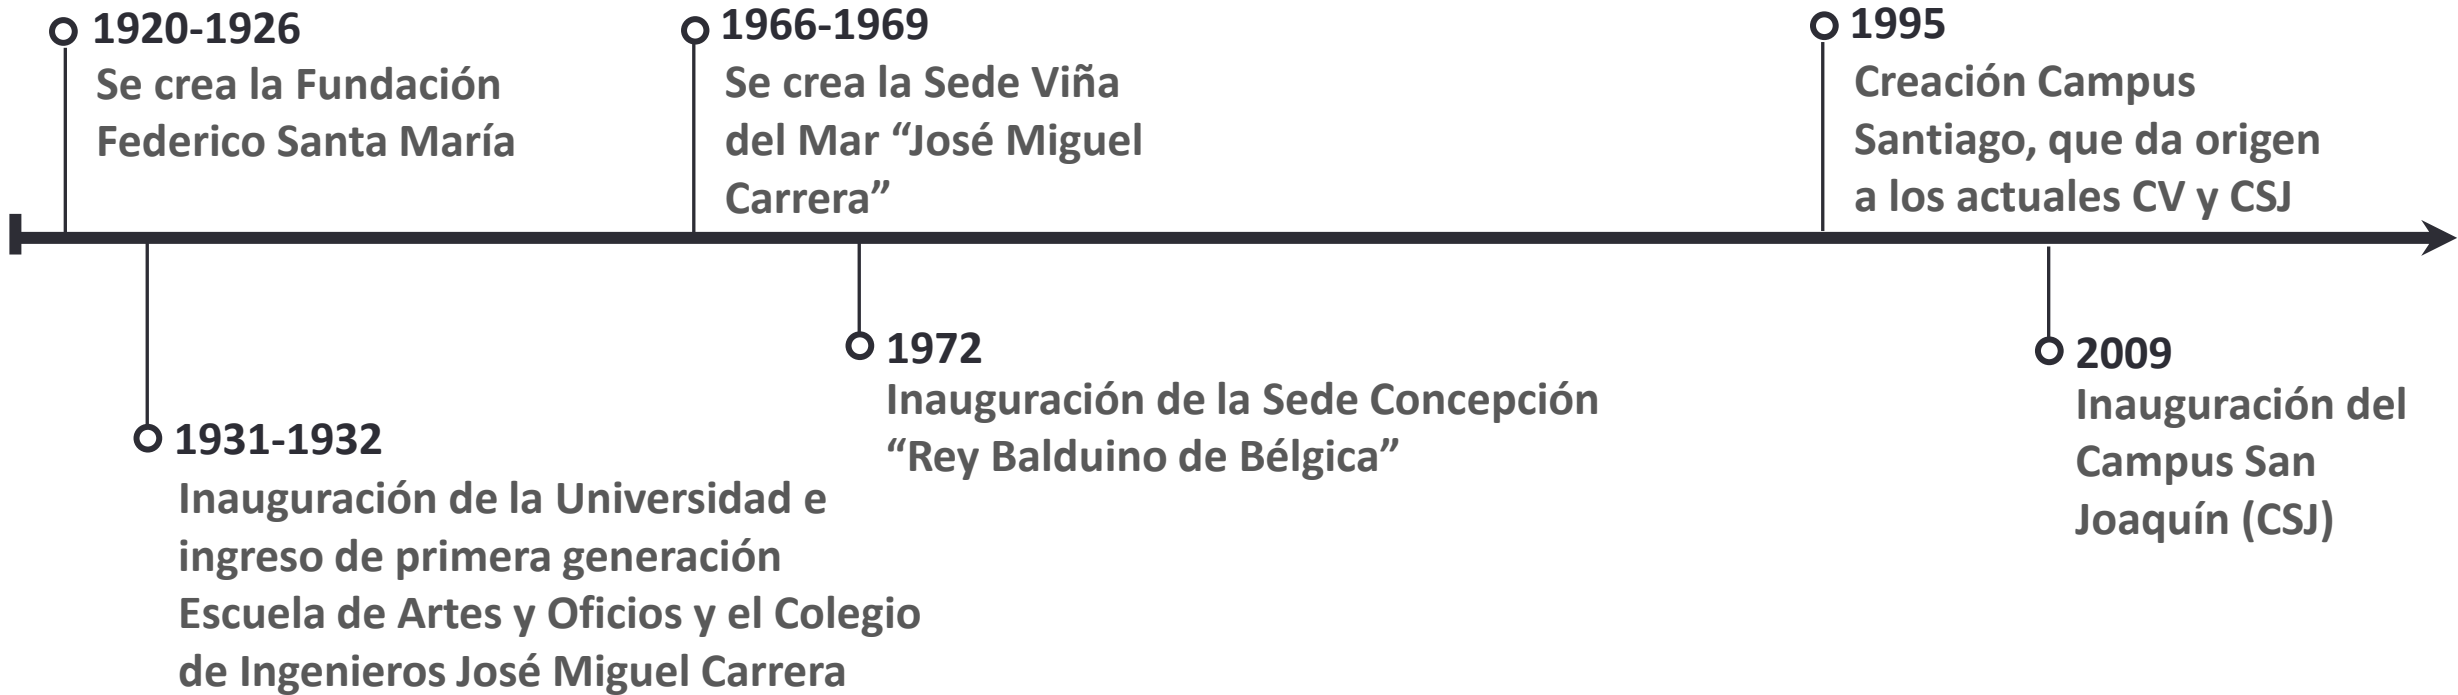 1920-1926
Se crea la Fundación
Federico Santa María
1931-1932
Inauguración de la Universidad e
ingreso de primera generación
Escuela de Artes y Oficios y el Colegio
de Ingenieros José Miguel Carrera
1966-1969
Se crea la Sede Viña
del Mar “José Miguel
Carrera”
1972
Inauguración de la Sede Concepción
“Rey Balduino de Bélgica”
1995
Creación Campus
Santiago, que da origen
a los actuales CV y CSJ
2009
Inauguración del
Campus San
Joaquín (CSJ)